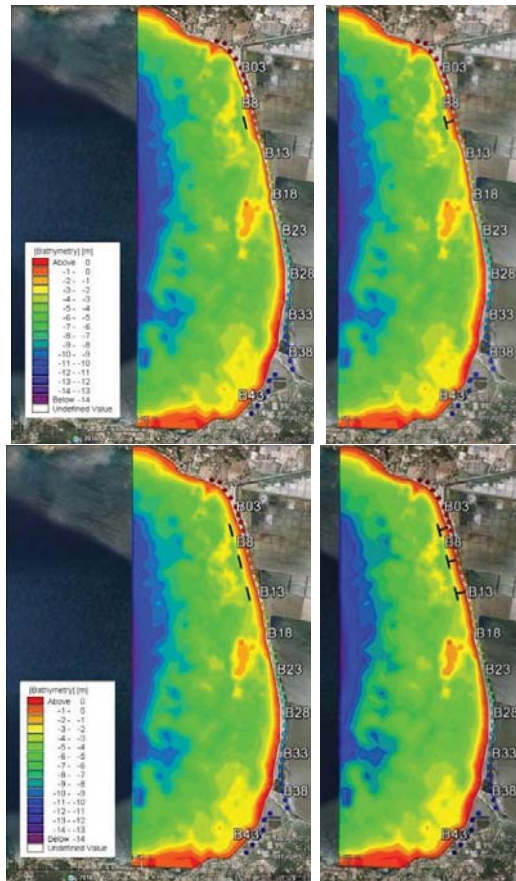 B03
B8
B13
B18
B23
B28
B33
B38
B43
[Bathymetry] [m]
Above 0
-1 - 0
-2 - -1
-3 - -2
-4 - -3
-5 - -4
-6 - -5
-7 - -6
-8 - -7
-9 - -8
-10 - -9
-11 - -10
-12 - -11
-13 - -12
-14 - -13
Below -14
Undefined Value
B03
B8
B13
B18
B23
B28
B33
B38
B43
B03
B8
B13
B18
B23
B28
B33
B38
B43
[Bathymetry] [m]
Above 0
-1 - 0
-2 - -1
-3 - -2
-4 - -3
-5 - -4
-6 - -5
-7 - -6
-8 - -7
-9 - -8
-10 - -9
-11 - -10
-12 - -11
-13 - -12
-14 - -13
Below -14
Undefined Value
B03
B8
B13
B18
B23
B28
B33
B38
B43